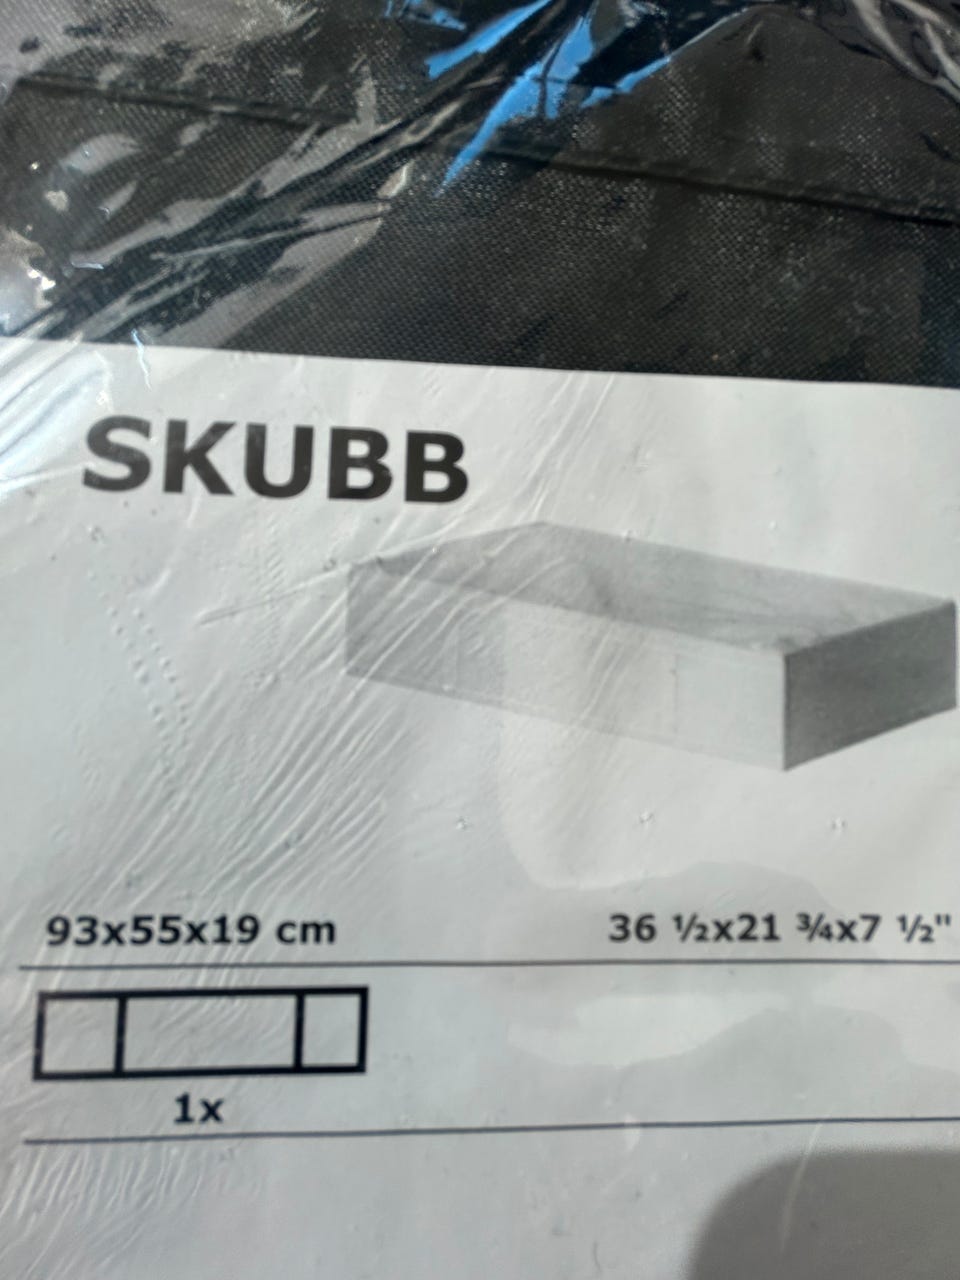 SKUBB
93x55x19 cm 36 ½x21 ¾x7 ½"
1x